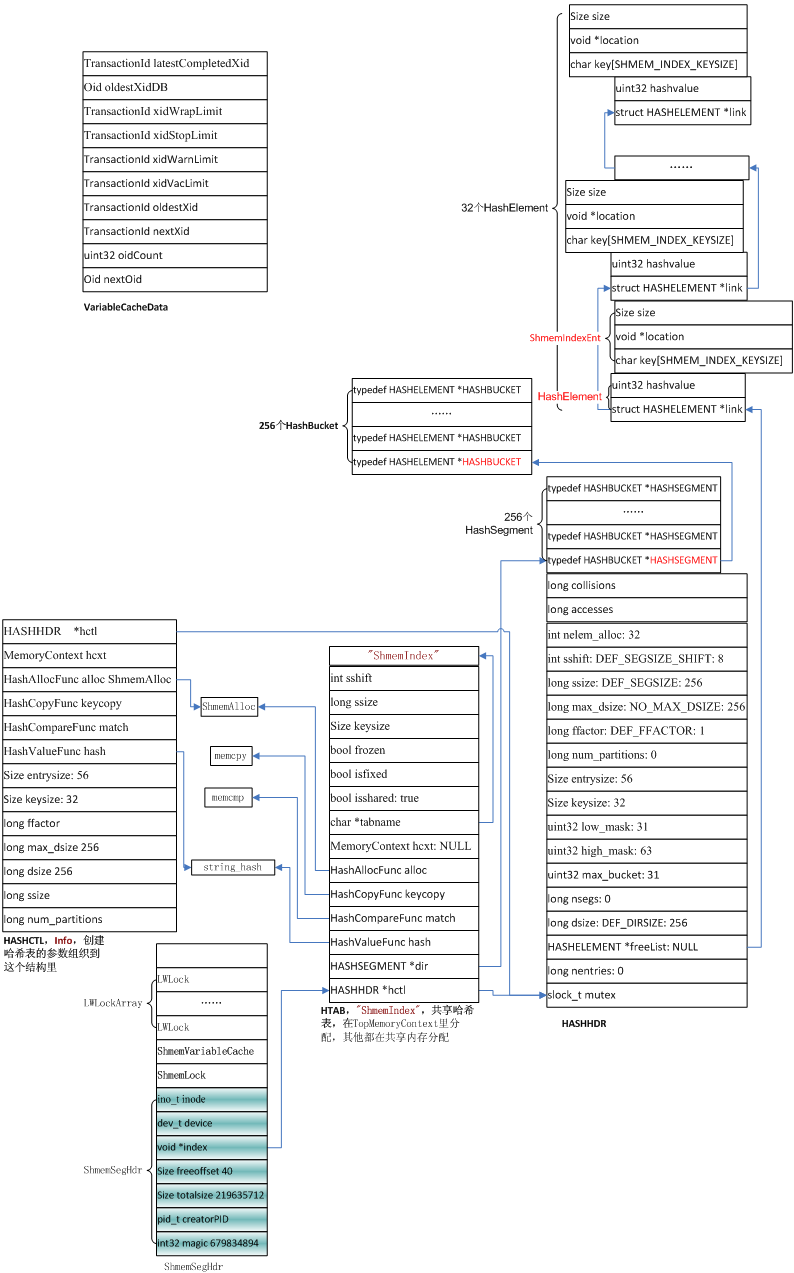 Size size
void *location
char key[SHMEM_INDEX_KEYSIZE]
uint32 hashvalue
struct HASHELEMENT *link
······
32个HashElement
Size size
void *location
char key[SHMEM_INDEX_KEYSIZE]
uint32 hashvalue
struct HASHELEMENT *link
Size size
ShmemIndexEnt
void *location
char key[SHMEM_INDEX_KEYSIZE]
HashElement
uint32 hashvalue
struct HASHELEMENT *link
TransactionId latestCompletedXid
Oid oldestXidDB
TransactionId xidWrapLimit
TransactionId xidStopLimit
TransactionId xidWarnLimit
TransactionId xidVacLimit
TransactionId oldestXid
TransactionId nextXid
uint32 oidCount
Oid nextOid
VariableCacheData
256个HashBucket
typedef HASHELEMENT *HASHBUCKET
······
typedef HASHELEMENT *HASHBUCKET
typedef HASHELEMENT *HASHBUCKET
256个
HashSegment
typedef HASHBUCKET *HASHSEGMENT
······
typedef HASHBUCKET *HASHSEGMENT
typedef HASHBUCKET *HASHSEGMENT
long collisions
long accesses
int nelem_alloc: 32
int sshift: DEF_SEGSIZE_SHIFT: 8
long ssize: DEF_SEGSIZE: 256
long max_dsize: NO_MAX_DSIZE: 256
long ffactor: DEF_FFACTOR: 1
long num_partitions: 0
Size entrysize: 56
Size keysize: 32
uint32 low_mask: 31
uint32 high_mask: 63
uint32 max_bucket: 31
long nsegs: 0
long dsize: DEF_DIRSIZE: 256
HASHELEMENT *freeList: NULL
long nentries: 0
slock_t mutex
HASHHDR
HASHHDR *hctl
MemoryContext hcxt
HashAllocFunc alloc ShmemAlloc
HashCopyFunc keycopy
HashCompareFunc match
HashValueFunc hash
Size entrysize: 56
Size keysize: 32
long ffactor
long max_dsize 256
long dsize 256
long ssize
long num_partitions
HASHCTL，Info，创建
哈希表的参数组织到
这个结构里
ShmemAlloc
memcpy
memcmp
string_hash
"ShmemIndex"
int sshift
long ssize
Size keysize
bool frozen
bool isfixed
bool isshared: true
char *tabname
MemoryContext hcxt: NULL
HashAllocFunc alloc
HashCopyFunc keycopy
HashCompareFunc match
HashValueFunc hash
HASHSEGMENT *dir
HASHHDR *hctl
HTAB，"ShmemIndex"，共享哈希
表，在TopMemoryContext里分
配，其他都在共享内存分配
LWLockArray
LWLock
······
LWLock
ShmemVariableCache
ShmemLock
ShmemSegHdr
ino_t inode
dev_t device
void *index
Size freeoffset 40
Size totalsize 219635712
pid_t creatorPID
int32 magic 679834894
ShmemSegHdr